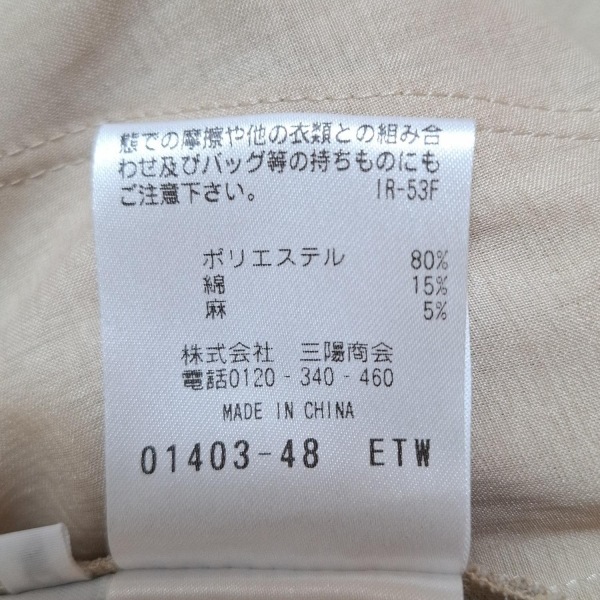 態での摩擦や他の衣類との組み合
わせ及びバッグ等の持ちものにも
ご注意下さい。 IR-53F
ポリエステル 80%
綿 15%
麻 5%
株式会社 三陽商会
電話0120-340-460
MADE IN CHINA
01403-48 ETW